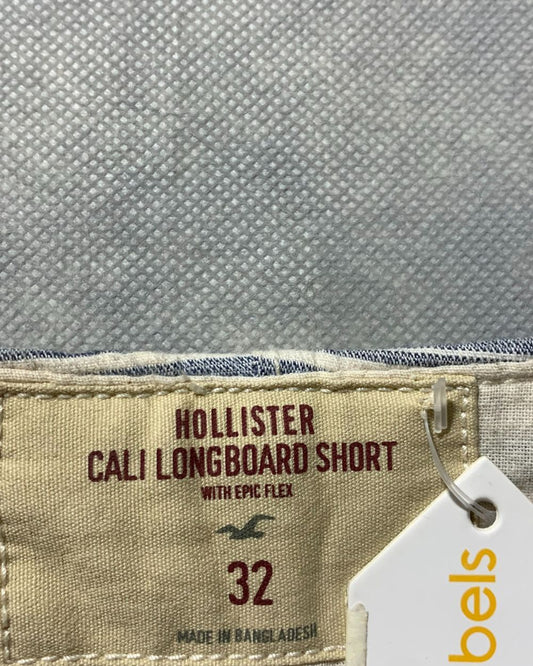 HOLLISTER
CALI LONGBOARD SHORT
WITH EPIC FLEX
32
MADE IN BANGLADESH
bels